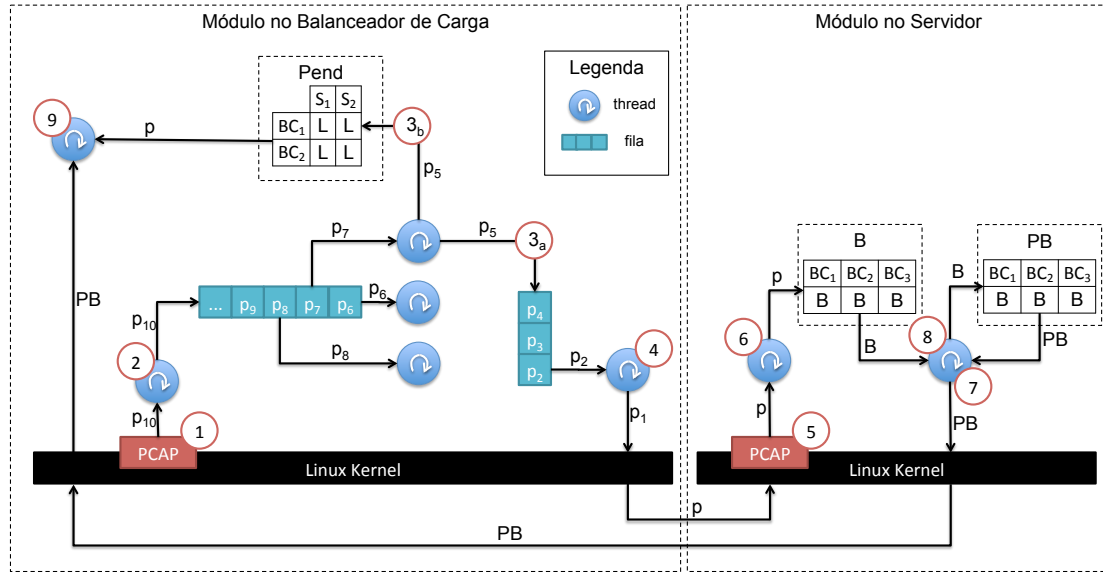 Módulo no Balanceador de Carga
Módulo no Servidor
Pend
S1 S2
BC1 L L
BC2 L L
Legenda
thread
fila
9
p
3b
p5
p7
p5
3a
PB
p10
... p9 p8 p7 p6
p6
p8
p4
p3
p2
p2
4
2
p10
p1
1
PCAP
Linux Kernel
B
BC1 BC2 BC3
B B B
PB
BC1 BC2 BC3
B B B
p
B
6
8
B
PB
7
p
PB
5
PCAP
Linux Kernel
p
PB